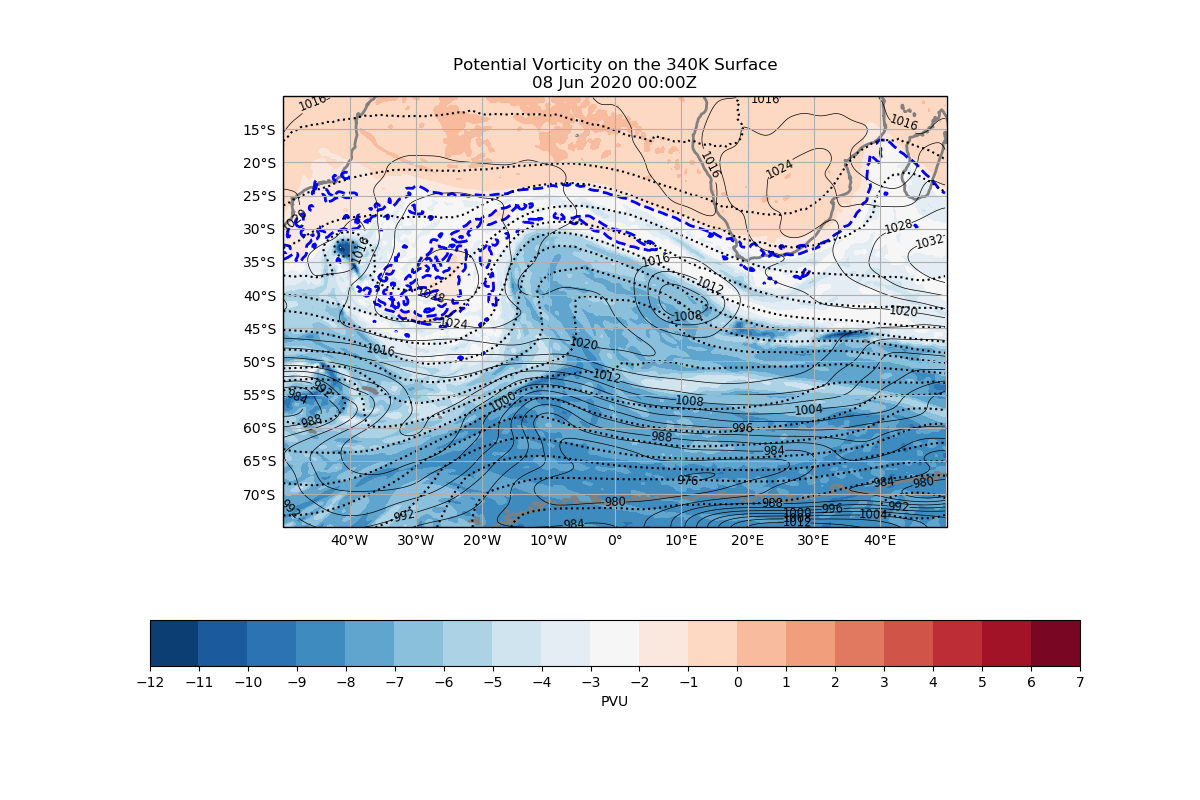 Potential Vorticity on the 340K Surface
08 Jun 2020 00:00Z
1016 1016 1016
15°S
20°S 1016 1024
25°S
1020
30°S 1028
1016 1032
35°S 1016
1012
40°S 1028
1008 1020
45°S 1024
1020
1016
50°S
1012
992
55°S
984 1000 1008 1004
988
60°S 996
988
984
65°S
976 984 980
70°S
992 980 988 996 992
992 984 1000 1004
1008
1012
40°W 30°W 20°W 10°W 0° 10°E 20°E 30°E 40°E
−12 −11 −10 −9 −8 −7 −6 −5 −4 −3 −2 −1 0 1 2 3 4 5 6 7
PVU